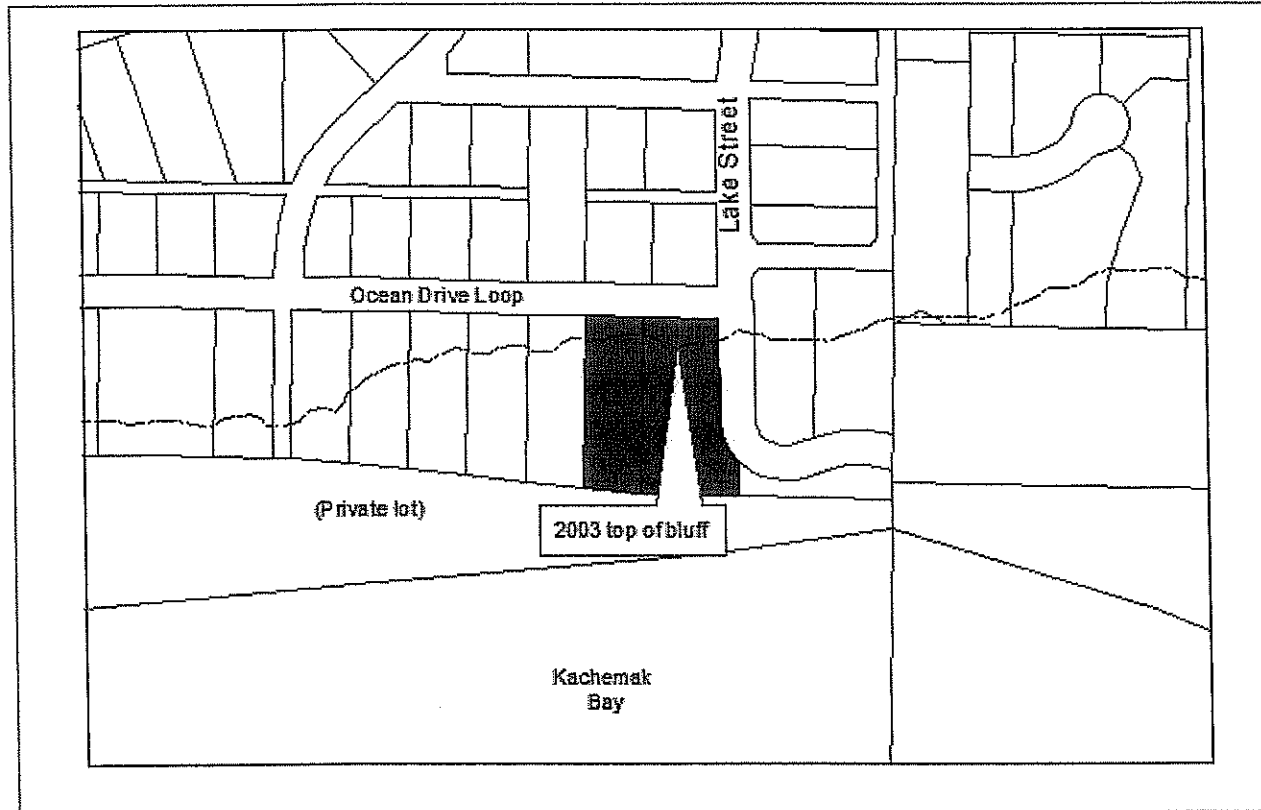 Lake Street
Ocean Drive Loop
(Private lot)
2003 top of bluff
Kachemak
Bay